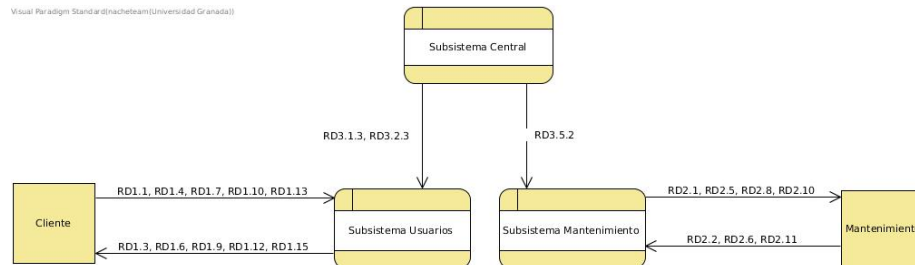 Visual Paradigm Standard(nacheteam(Universidad Granada))
Subsistema Central
RD3.1.3, RD3.2.3
RD3.5.2
RD1.1, RD1.4, RD1.7, RD1.10, RD1.13
RD2.1, RD2.5, RD2.8, RD2.10
Cliente
Subsistema Usuarios
Subsistema Mantenimiento
Mantenimient
RD1.3, RD1.6, RD1.9, RD1.12, RD1.15
RD2.2, RD2.6, RD2.11